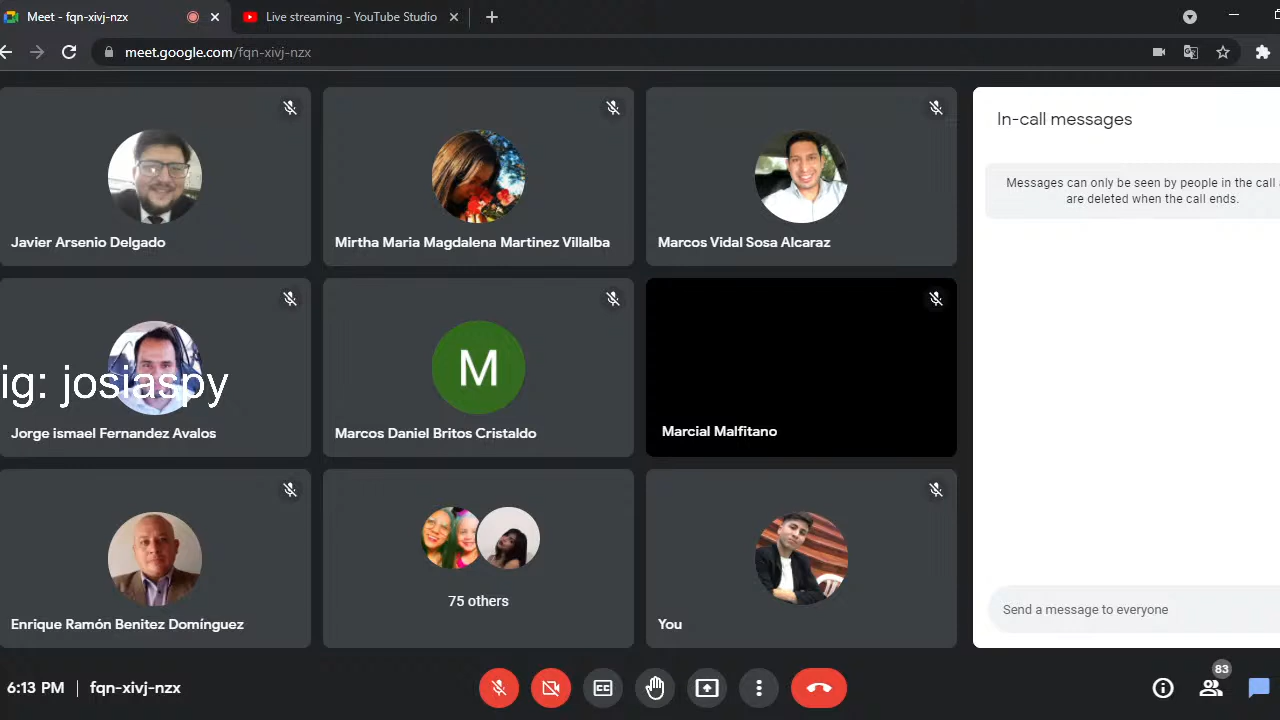 Meet - fqn-xivj-nzx
Live streaming - YouTube Studio
meet.google.com/fqn-xivj-nzx
In-call messages
Messages can only be seen by people in the call
are deleted when the call ends.
Javier Arsenio Delgado
Mirtha Maria Magdalena Martinez Villalba
Marcos Vidal Sosa Alcaraz
ig: josiaspy
M
Jorge ismael Fernandez Avalos
Marcos Daniel Britos Cristaldo
Marcial Malfitano
75 others
Enrique Ramón Benitez Domínguez
You
Send a message to everyone
6:13 PM | fqn-xivj-nzx
CC
83